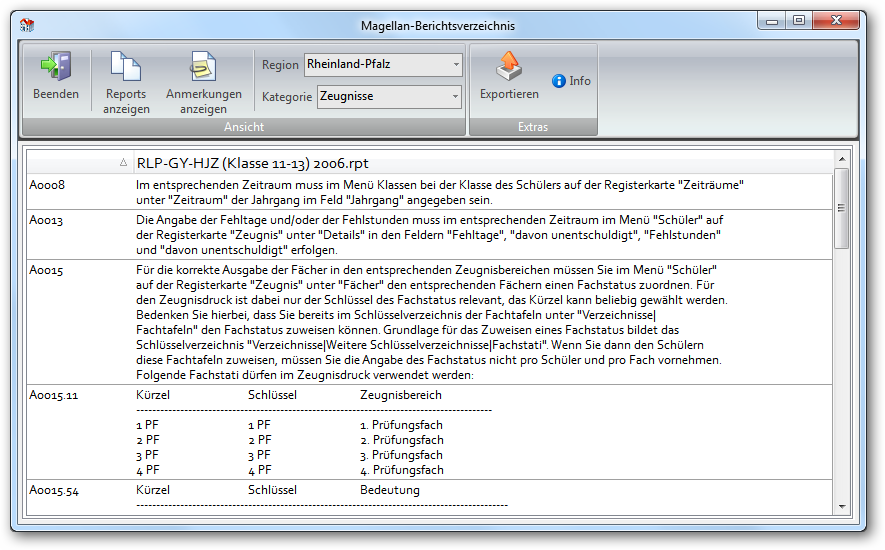 Magellan-Berichtsverzeichnis
Beenden
Reports anzeigen
Anmerkungen anzeigen
Region Rheinland-Pfalz
Kategorie Zeugnisse
Exportieren
Info
Ansicht
Extras
RLP-GY-HJZ (Klasse 11-13) 2006.rpt
A0008 Im entsprechenden Zeitraum muss im Menü Klassen bei der Klasse des Schülers auf der Registerkarte "Zeiträume"
unter "Zeitraum" der Jahrgang im Feld "Jahrgang" angegeben sein.
A0013 Die Angabe der Fehltage und/oder der Fehlstunden muss im entsprechenden Zeitraum im Menü "Schüler" auf
der Registerkarte "Zeugnis" unter "Details" in den Feldern "Fehltage", "davon unentschuldigt", "Fehlstunden"
und "davon unentschuldigt" erfolgen.
A0015 Für die korrekte Ausgabe der Fächer in den entsprechenden Zeugnisbereichen müssen Sie im Menü "Schüler"
auf der Registerkarte "Zeugnis" unter "Fächer" den entsprechenden Fächern einen Fachstatus zuordnen. Für
den Zeugnisdruck ist dabei nur der Schlüssel des Fachstatus relevant, das Kürzel kann beliebig gewählt werden.
Bedenken Sie hierbei, dass Sie bereits im Schlüsselverzeichnis der Fachtafeln unter "Verzeichnisse|
Fachtafeln" den Fachstatus zuweisen können. Grundlage für das Zuweisen eines Fachstatus bildet das
Schlüsselverzeichnis "Verzeichnisse|Weitere Schlüsselverzeichnisse|Fachstati". Wenn Sie dann den Schülern
diese Fachtafeln zuweisen, müssen Sie die Angabe des Fachstatus nicht pro Schüler und pro Fach vornehmen.
Folgende Fachstati dürfen im Zeugnisdruck verwendet werden:
A0015.11 Kürzel Schlüssel Zeugnisbereich
1 PF 1 PF 1. Prüfungsfach
2 PF 2 PF 2. Prüfungsfach
3 PF 3 PF 3. Prüfungsfach
4 PF 4 PF 4. Prüfungsfach
A0015.54 Kürzel Schlüssel Bedeutung